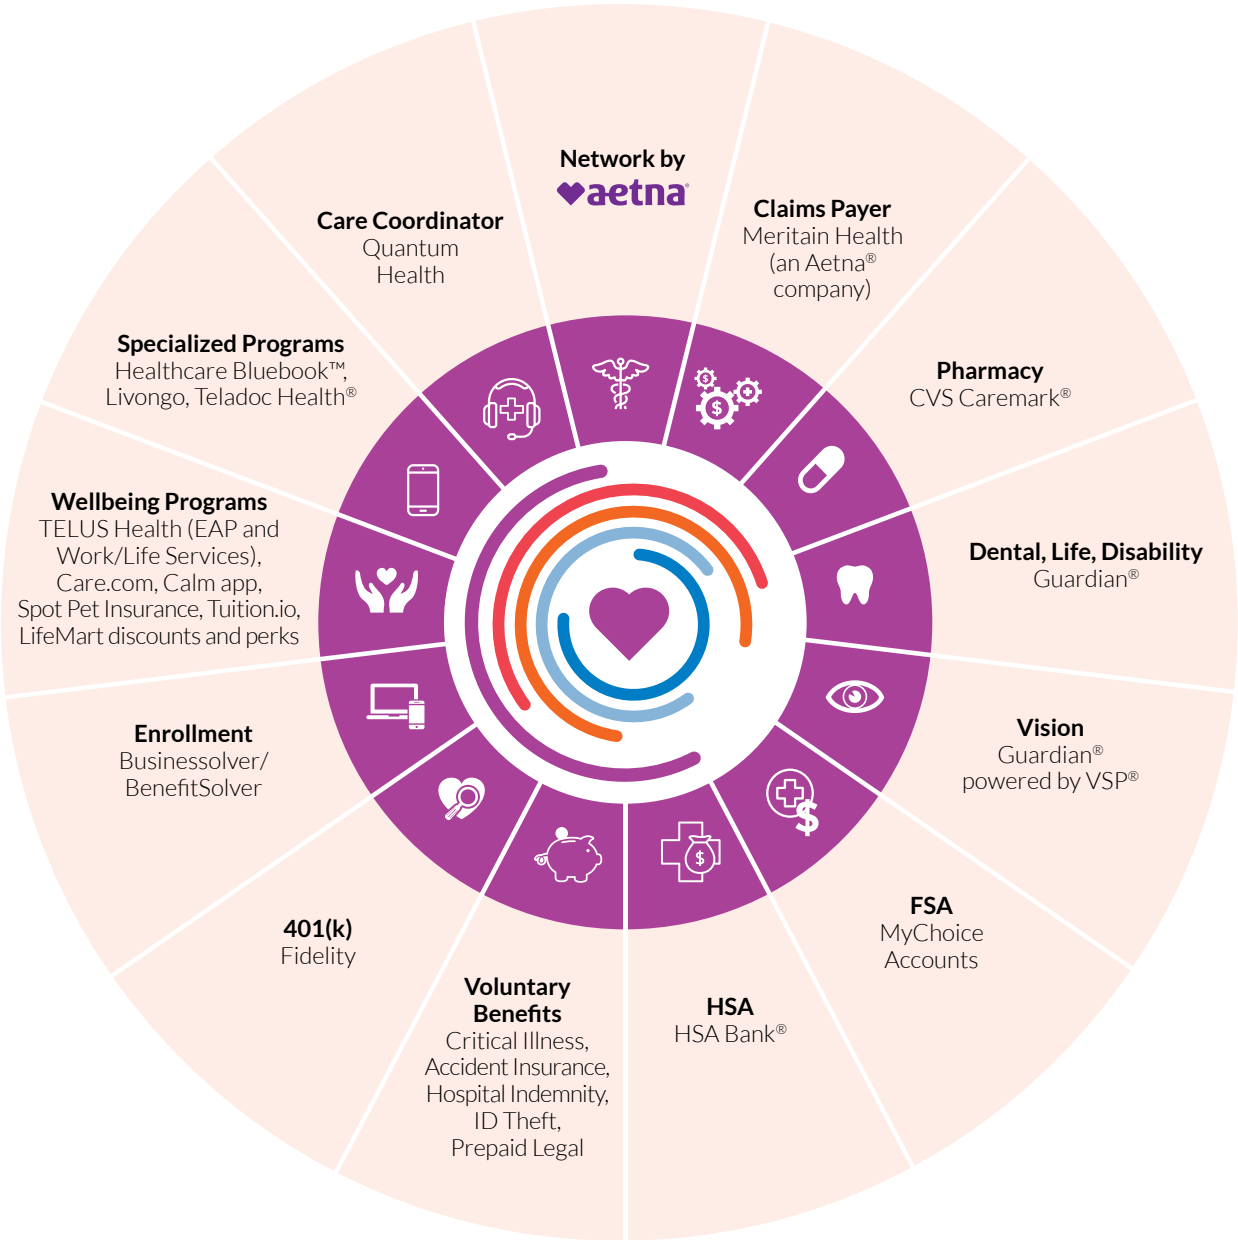 Network by
aetna®
Claims Payer
Meritain Health
(an Aetna®
company)
Pharmacy
CVS Caremark®
Dental, Life, Disability
Guardian®
Vision
Guardian®
powered by VSP®
FSA
MyChoice
Accounts
HSA
HSA Bank®
Voluntary
Benefits
Critical Illness,
Accident Insurance,
Hospital Indemnity,
ID Theft,
Prepaid Legal
401(k)
Fidelity
Enrollment
Businessolver/
BenefitSolver
Wellbeing Programs
TELUS Health (EAP and
Work/Life Services),
Care.com, Calm app,
Spot Pet Insurance, Tuition.io,
LifeMart discounts and perks
Specialized Programs
Healthcare Bluebook™,
Livongo, Teladoc Health®
Care Coordinator
Quantum
Health